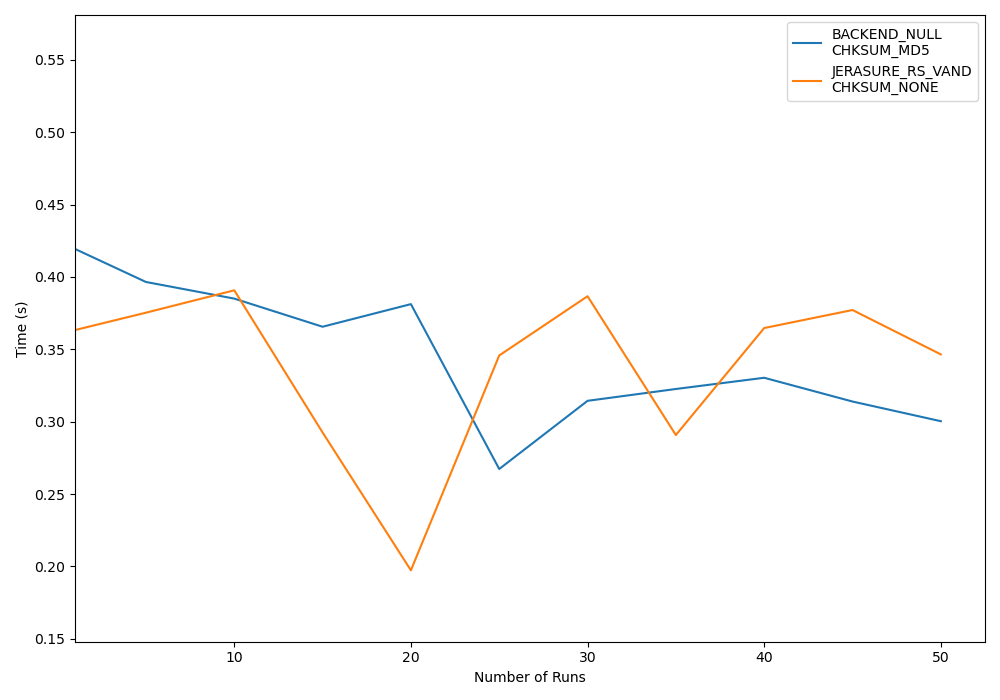 BACKEND_NULL
CHKSUM_MD5
JERASURE_RS_VAND
CHKSUM_NONE
0.55
0.50
0.45
0.40
0.35
0.30
0.25
0.20
0.15
Time (s)
10 20 30 40 50
Number of Runs